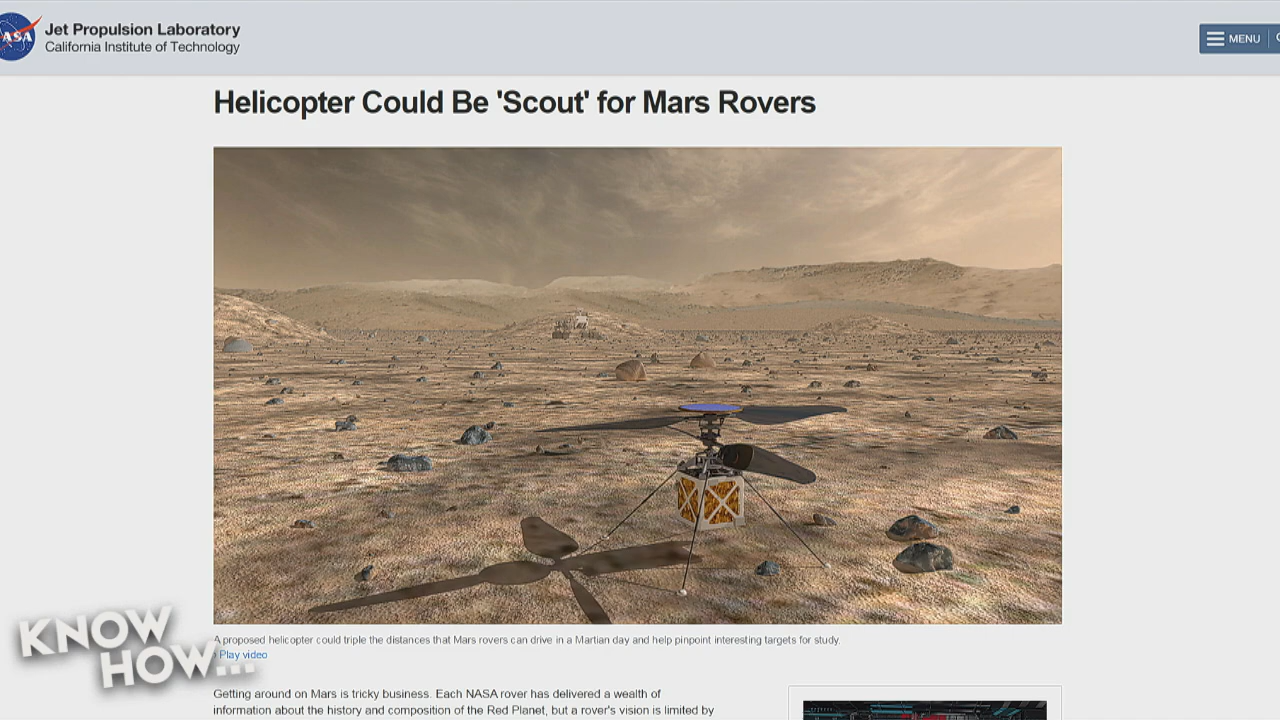 NASA
Jet Propulsion Laboratory
California Institute of Technology
MENU
Helicopter Could Be 'Scout' for Mars Rovers
A proposed helicopter could triple the distances that Mars rovers can drive in a Martian day and help pinpoint interesting targets for study.
› Play video
KNOW
HOW...
Getting around on Mars is tricky business. Each NASA rover has delivered a wealth of
information about the history and composition of the Red Planet, but a rover's vision is limited by